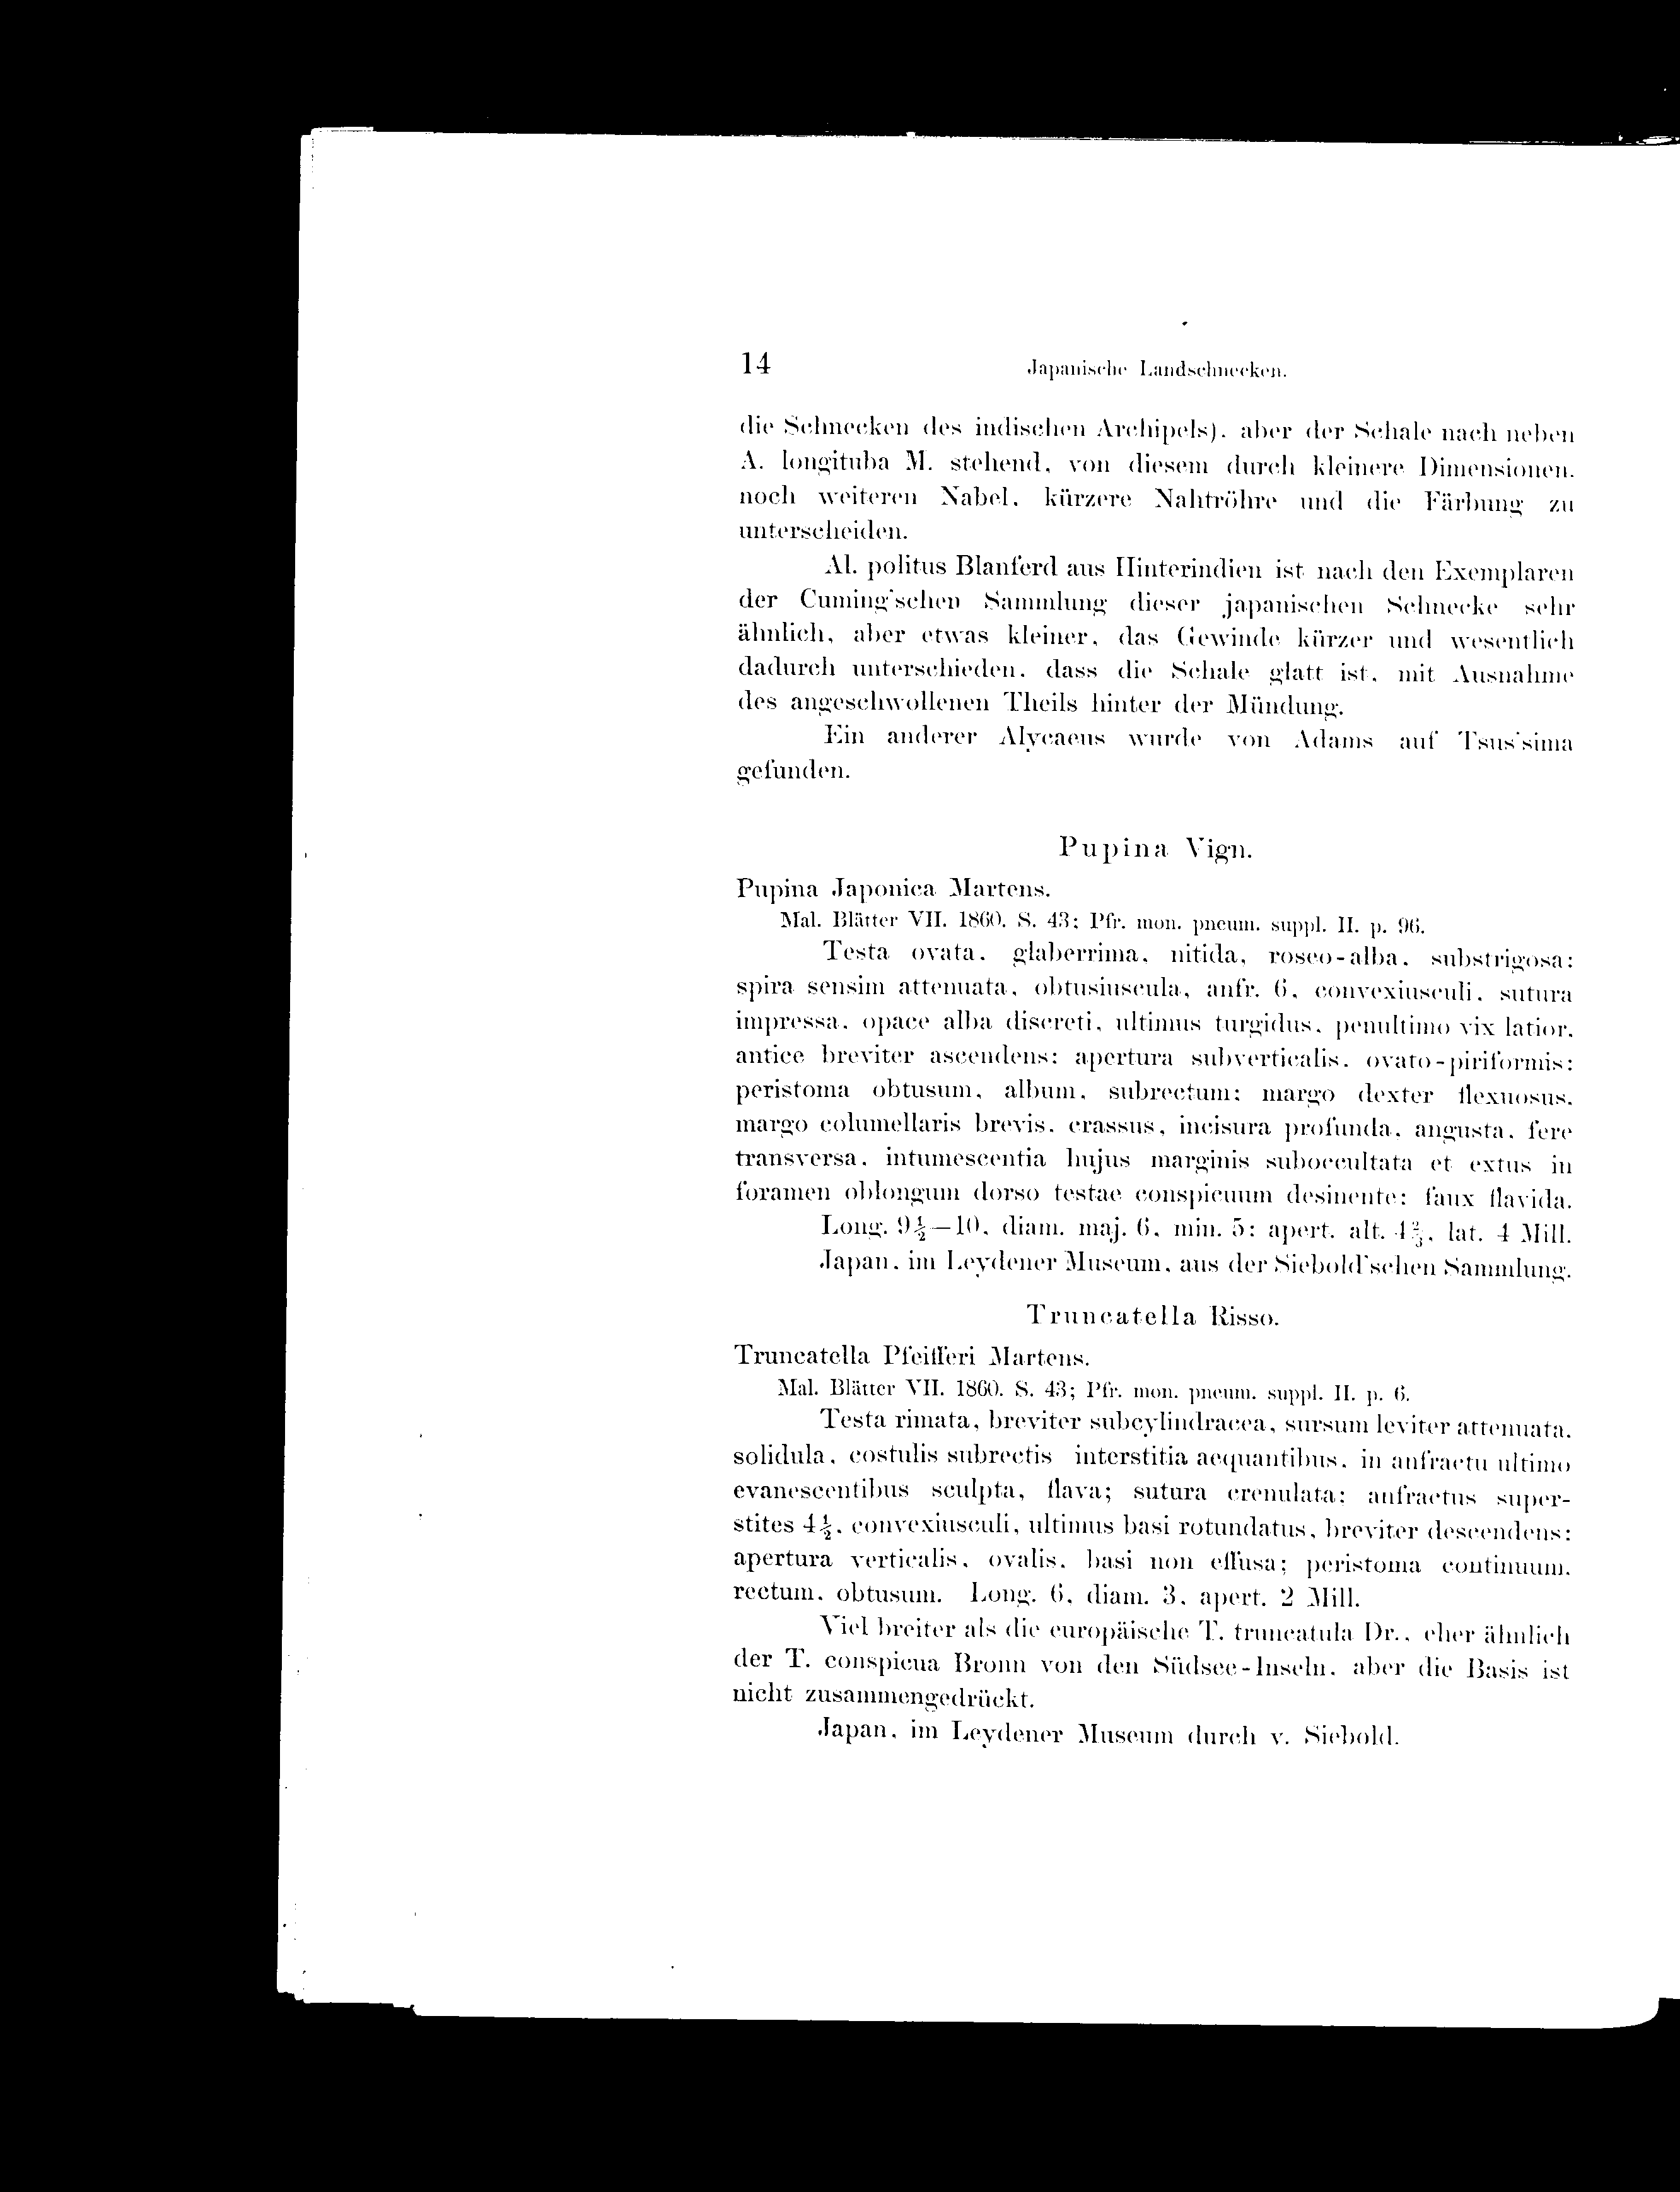 14
Japanische Landschnecken.
die Schnecken des indischen Archipels), aber der Schale nach neben
A. longituba M. stehend, von diesem durch kleinere Dimensionen,
noch weiteren Nabel, kürzere Nahtröhre und die Färbung zu
unterscheiden.
Al. politus Blanferd aus Hinterindien ist nach den Exemplaren
der Cuming'schen Sammlung dieser japanischen Schnecke sehr
ähnlich, aber etwas kleiner, das Gewinde kürzer und wesentlich
dadurch unterschieden, dass die Schale glatt ist, mit Ausnahme
des angeschwollenen Theils hinter der Mündung.
Ein anderer Alycaeus wurde von Adams auf Tsus'sima
gefunden.
Pupina Vign.
Pupina Japonica Martens.
Mal. Blätter VII. 1860. S. 43; Pfr. mon. pneum. suppl. II. p. 96.
Testa ovata, glaberrima, nitida, roseo-alba, substrigosa;
spira sensim attenuata, obtusiuscula, anfr. 6, convexiusculi, sutura
impressa, opace alba discreti, ultimus turgidus, penultimo vix latior,
antice breviter ascendens; apertura subverticalis, ovato-piriformis;
peristoma obtusum, album, subrectum; margo dexter flexuosus,
margo columellaris brevis, crassus, incisura profunda, angusta, fere
transversa, intumescentia hujus marginis suboccultata et extus in
foramen oblongum dorso testae conspicuum desinente; faux flavida.
Long. 9½—10, diam. maj. 6, min. 5; apert. alt. 4⅔, lat. 4 Mill.
Japan, im Leydener Museum, aus der Siebold'schen Sammlung.
Truncatella Risso.
Truncatella Pfeifferi Martens.
Mal. Blätter VII. 1860. S. 43; Pfr. mon. pneum. suppl. II. p. 6.
Testa rimata, breviter subcylindracea, sursum leviter attenuata,
solidula, costulis subrectis interstitia aequantibus, in anfractu ultimo
evanescentibus sculpta, flava; sutura crenulata; anfractus super-
stites 4½, convexiusculi, ultimus basi rotundatus, breviter descendens;
apertura verticalis, ovalis, basi non effusa; peristoma continuum,
rectum, obtusum. Long. 6, diam. 3, apert. 2 Mill.
Viel breiter als die europäische T. truncatula Dr., eher ähnlich
der T. conspicua Bronn von den Südsee-Inseln, aber die Basis ist
nicht zusammengedrückt.
Japan, im Leydener Museum durch v. Siebold.